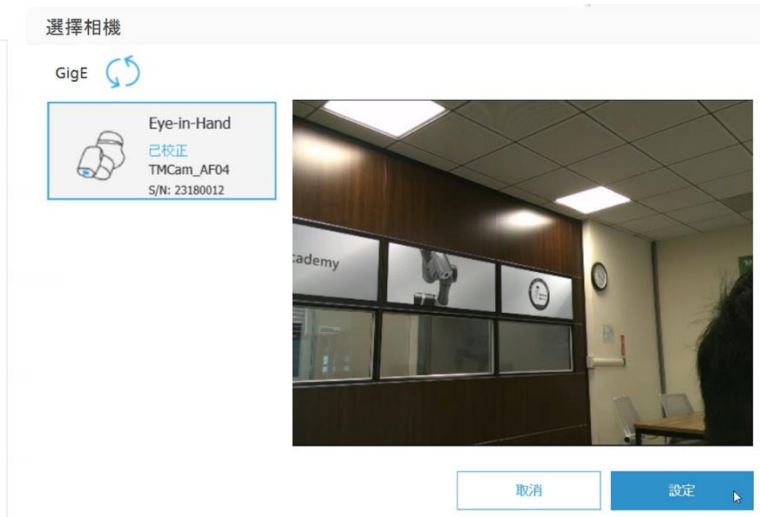 選擇相機
GigE
Eye-in-Hand
已校正
TMCam_AF04
S/N: 23180012
cademy
取消
設定